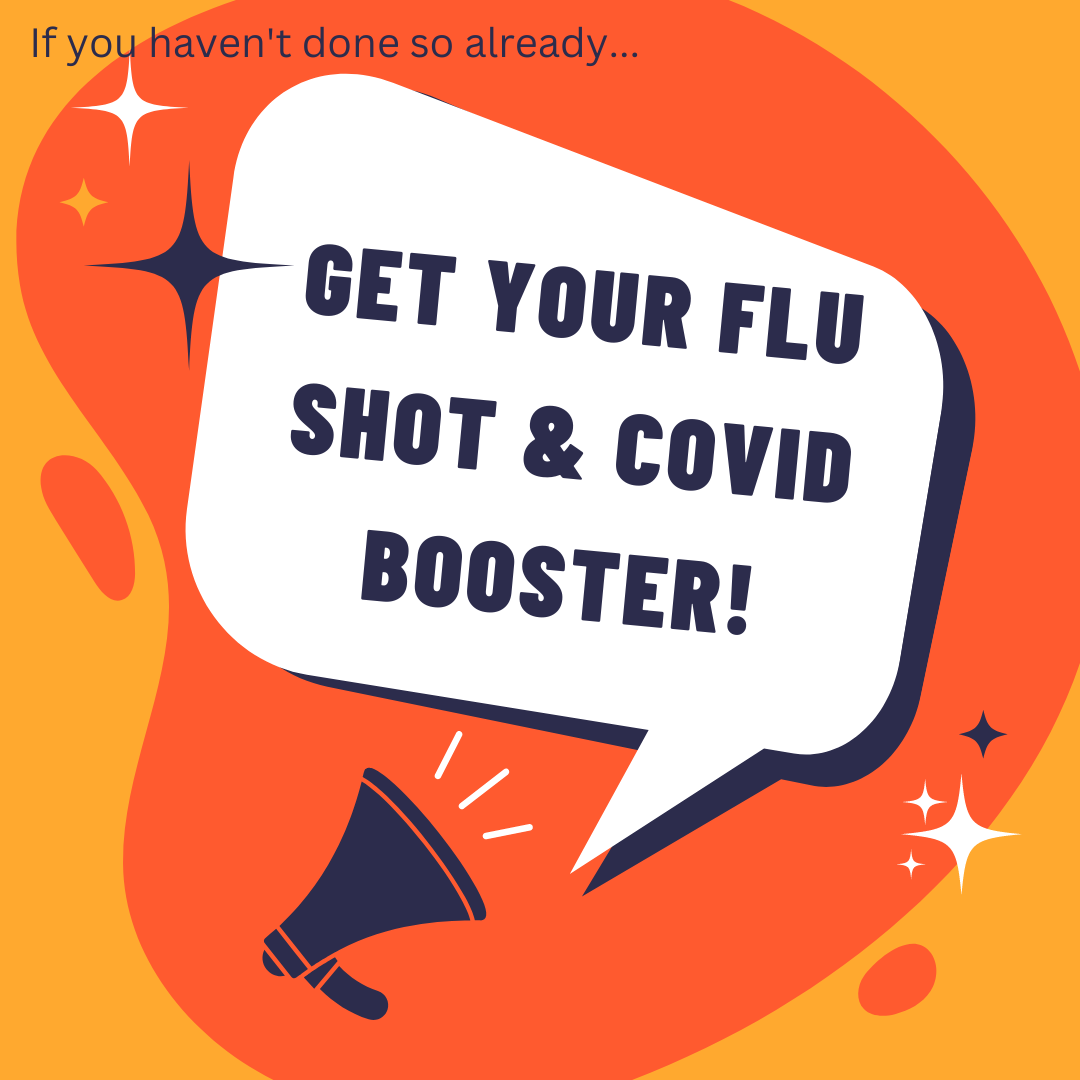 If you haven't done so already...
GET YOUR FLU
SHOT & COVID
BOOSTER!